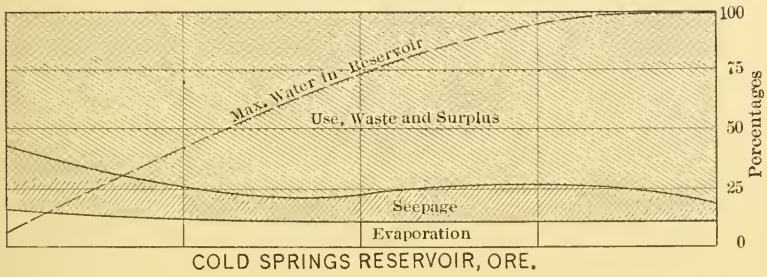 100
75
50
25
0
Percentages
Max. Water in Reservoir
Use, Waste and Surplus
Seepage
Evaporation
COLD SPRINGS RESERVOIR, ORE.